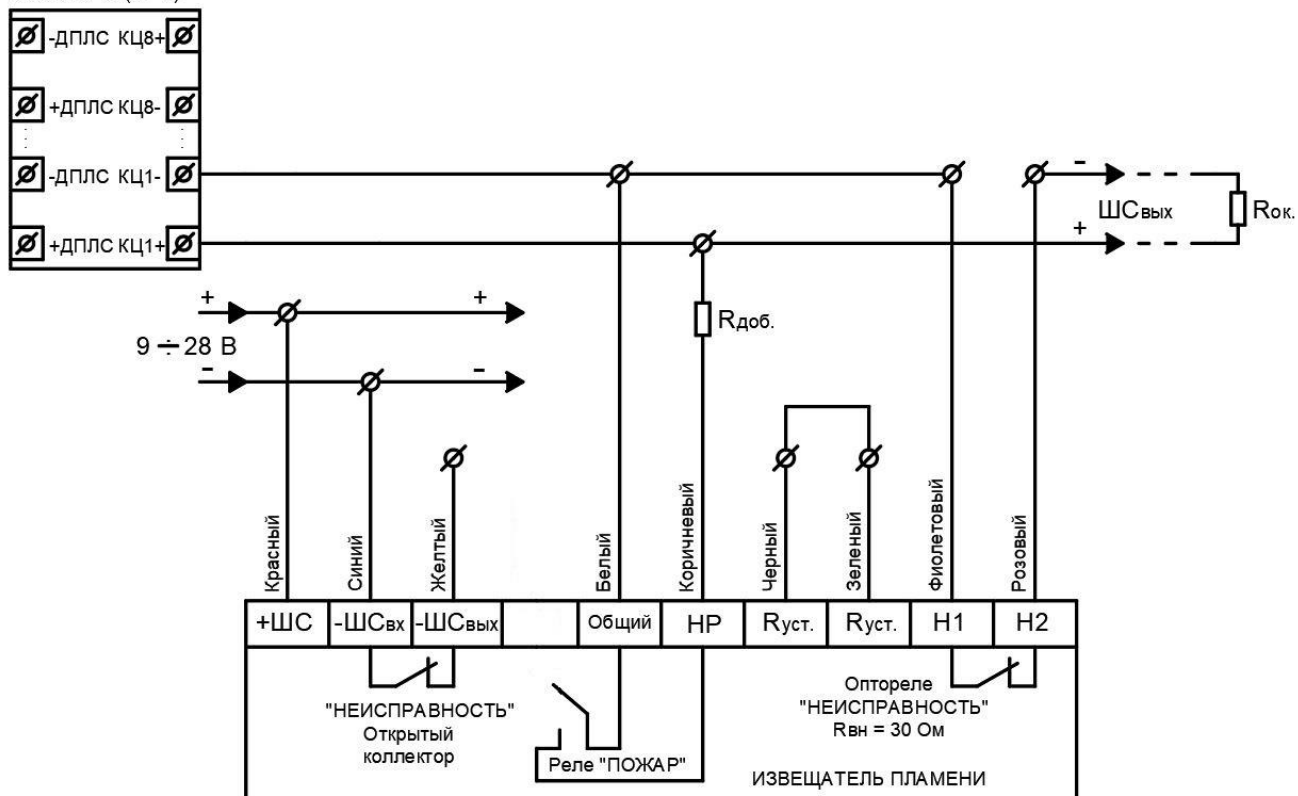 -ДПЛС КЦ8+
+ДПЛС КЦ8-
-ДПЛС КЦ1-
+ДПЛС КЦ1+
-
ШСвых
+
Rок.
+
+
9 ÷ 28 В
-
-
Rдоб.
Красный
Синий
Желтый
Белый
Коричневый
Черный
Зеленый
Фиолетовый
Розовый
+ШС -ШСвх -ШСвых Общий НР Rуст. Rуст. Н1 Н2
"НЕИСПРАВНОСТЬ"
Открытый
коллектор
Реле "ПОЖАР"
Оптореле
"НЕИСПРАВНОСТЬ"
Rвн = 30 Ом
ИЗВЕЩАТЕЛЬ ПЛАМЕНИ